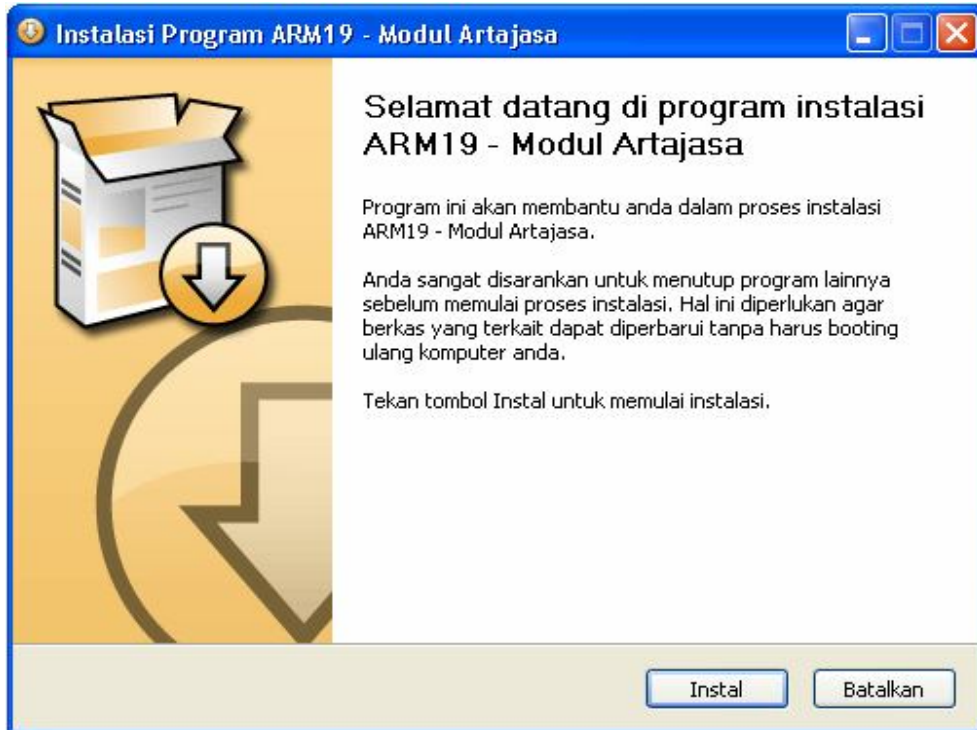 Instalasi Program ARM19 - Modul Artajasa
Selamat datang di program instalasi
ARM19 - Modul Artajasa
Program ini akan membantu anda dalam proses instalasi
ARM19 - Modul Artajasa.
Anda sangat disarankan untuk menutup program lainnya
sebelum memulai proses instalasi. Hal ini diperlukan agar
berkas yang terkait dapat diperbarui tanpa harus booting
ulang komputer anda.
Tekan tombol Instal untuk memulai instalasi.
Instal
Batalkan